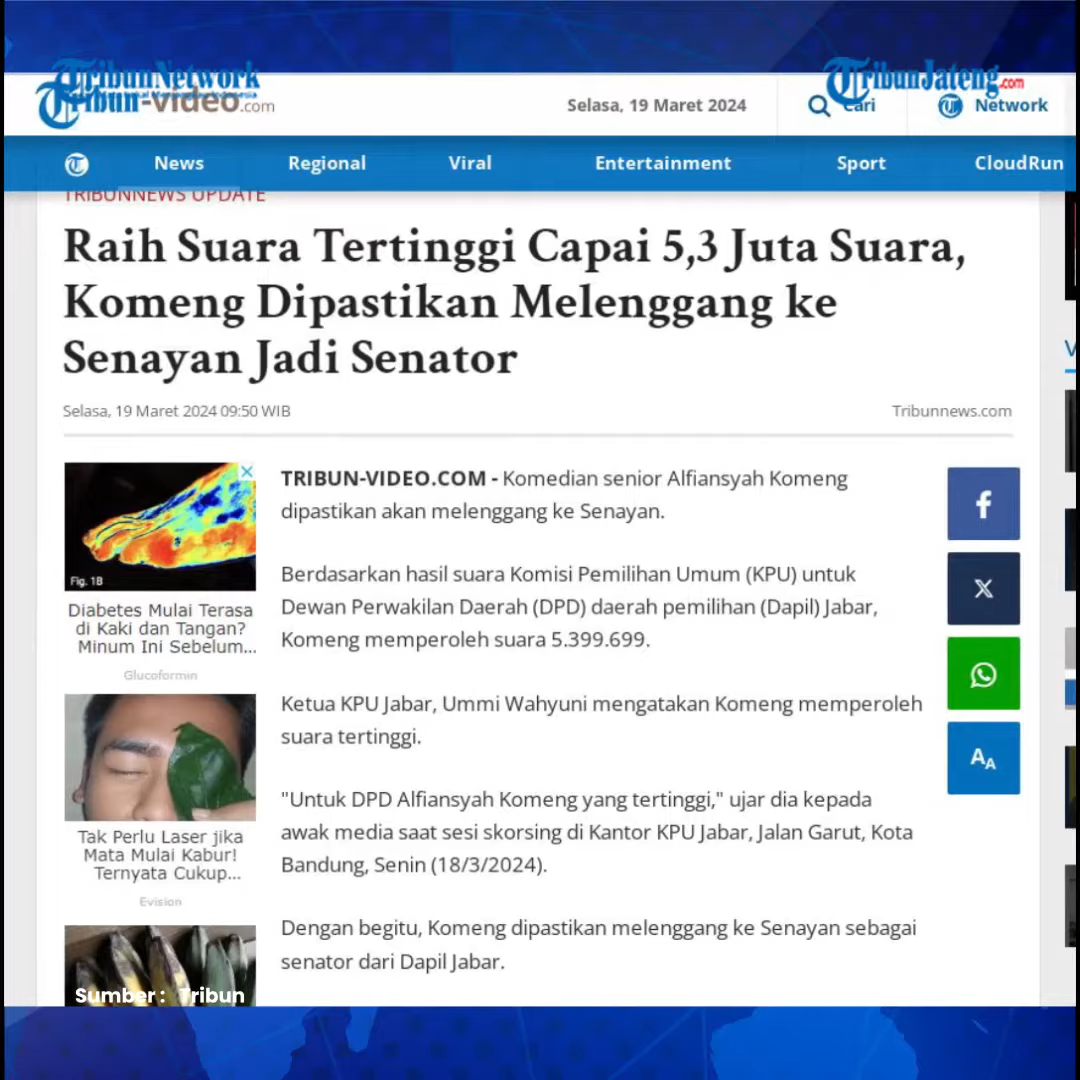 TribunNetwork
Tribun-video.com
TribunJateng.com
Selasa, 19 Maret 2024
Cari
Network
News
Regional
Viral
Entertainment
Sport
CloudRun
TRIBUNNEWS UPDATE
Raih Suara Tertinggi Capai 5,3 Juta Suara,
Komeng Dipastikan Melenggang ke
Senayan Jadi Senator
Selasa, 19 Maret 2024 09:50 WIB
Tribunnews.com
Fig. 1B
Diabetes Mulai Terasa
di Kaki dan Tangan?
Minum Ini Sebelum...
Glucoformin
Tak Perlu Laser jika
Mata Mulai Kabur!
Ternyata Cukup...
Evision
TRIBUN-VIDEO.COM - Komedian senior Alfiansyah Komeng
dipastikan akan melenggang ke Senayan.
Berdasarkan hasil suara Komisi Pemilihan Umum (KPU) untuk
Dewan Perwakilan Daerah (DPD) daerah pemilihan (Dapil) Jabar,
Komeng memperoleh suara 5.399.699.
Ketua KPU Jabar, Ummi Wahyuni mengatakan Komeng memperoleh
suara tertinggi.
"Untuk DPD Alfiansyah Komeng yang tertinggi," ujar dia kepada
awak media saat sesi skorsing di Kantor KPU Jabar, Jalan Garut, Kota
Bandung, Senin (18/3/2024).
Dengan begitu, Komeng dipastikan melenggang ke Senayan sebagai
senator dari Dapil Jabar.
AA
Sumber : Tribun